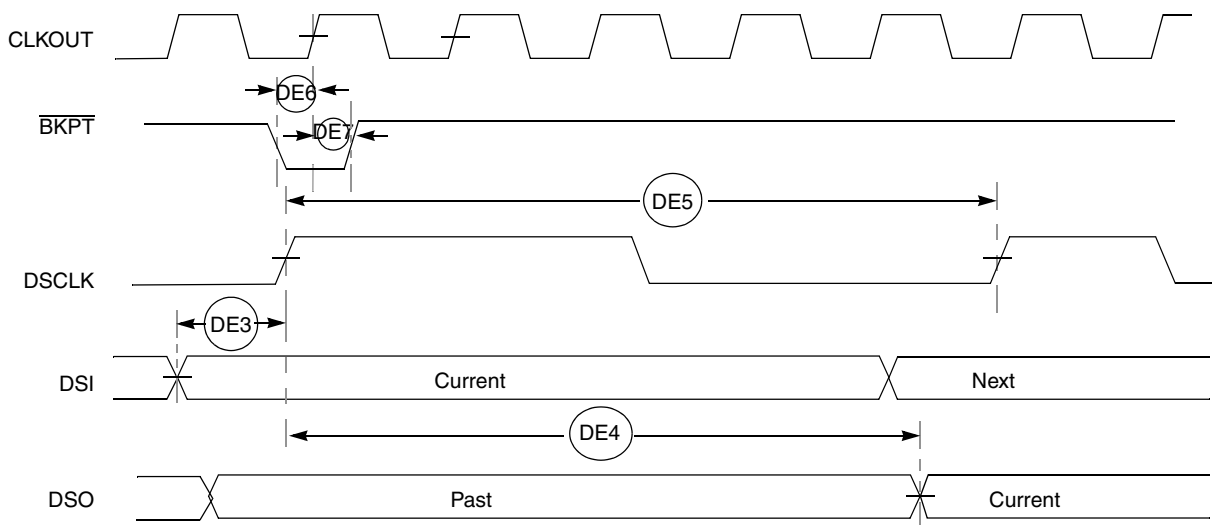 CLKOUT
DE6
BKPT
DE7
DE5
DSCLK
DE3
DSI
Current
Next
DE4
DSO
Past
Current